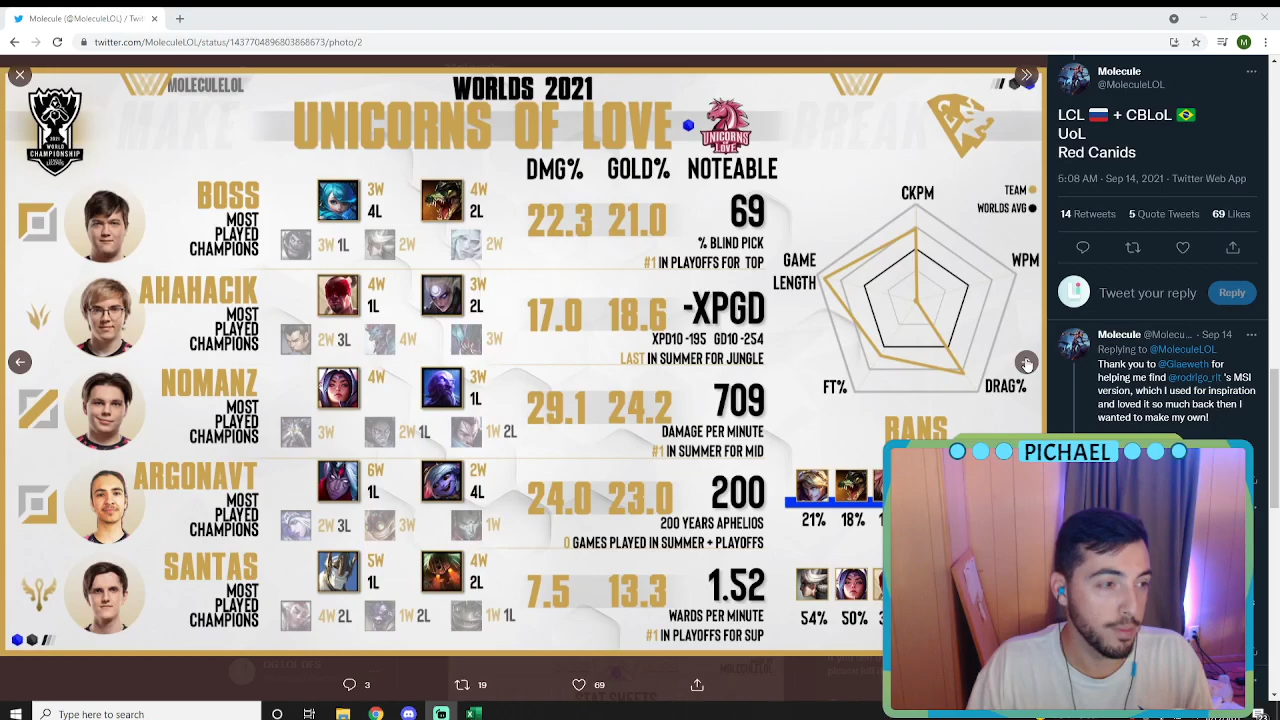 Molecule (@MoleculeLOL) / Twit
twitter.com/MoleculeLOL/status/1437704896803868673/photo/2
M
MOLECULELOL
WORLDS 2021
MAKE
UNICORNS OF LOVE
BREAK
UNICORNS
OF LOVE
2021
WORLD
CHAMPIONSHIP
DMG%
GOLD%
NOTEABLE
BOSS
MOST
PLAYED
CHAMPIONS
3W
4L
4W
2L
3W 1L
2W
2W
22.3
21.0
69
% BLIND PICK
#1 IN PLAYOFFS FOR TOP
AHAHACIK
MOST
PLAYED
CHAMPIONS
4W
1L
3W
2L
2W 3L
4W
3W
17.0
18.6
-XPGD
XPD10 -195 GD10 -254
LAST IN SUMMER FOR JUNGLE
NOMANZ
MOST
PLAYED
CHAMPIONS
4W
3W
1L
3W
2W 1L
1W 2L
29.1
24.2
709
DAMAGE PER MINUTE
#1 IN SUMMER FOR MID
ARGONAVT
MOST
PLAYED
CHAMPIONS
6W
1L
2W
4L
2W 3L
3W
1W
24.0
23.0
200
200 YEARS APHELIOS
0 GAMES PLAYED IN SUMMER + PLAYOFFS
SANTAS
MOST
PLAYED
CHAMPIONS
5W
1L
4W
2L
4W 2L
1W 2L
1W 1L
7.5
13.3
1.52
WARDS PER MINUTE
#1 IN PLAYOFFS FOR SUP
CKPM
TEAM
WORLDS AVG
GAME
LENGTH
WPM
FT%
DRAG%
BANS
21%
18%
54%
50%
3
19
69
Molecule
@MoleculeLOL
LCL 🇷🇺 + CBLoL 🇧🇷
UoL
Red Canids
5:08 AM · Sep 14, 2021 · Twitter Web App
14 Retweets 5 Quote Tweets 69 Likes
Tweet your reply
Reply
Molecule @Molecu... · Sep 14
Replying to @MoleculeLOL
Thank you to @Glaeweth for
helping me find @rodrigo_rlt 's MSI
version, which I used for inspiration
and loved it so much back then I
wanted to make my own!
PICHAEL
Type here to search